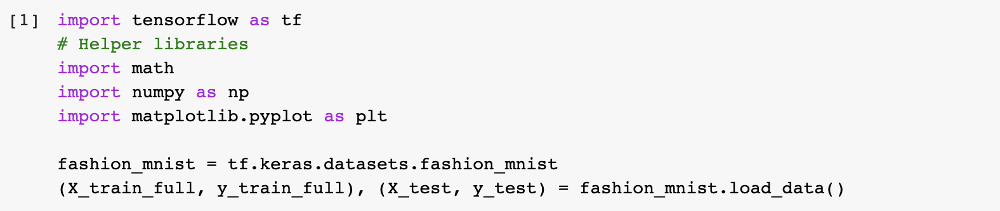 [1] import tensorflow as tf
# Helper libraries
import math
import numpy as np
import matplotlib.pyplot as plt
fashion_mnist = tf.keras.datasets.fashion_mnist
(X_train_full, y_train_full), (X_test, y_test) = fashion_mnist.load_data()